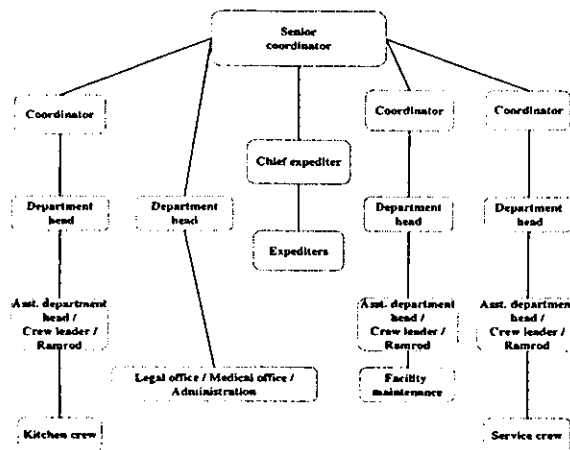 Senior
coordinator
Coordinator
Coordinator
Coordinator
Chief expediter
Department
head
Department
head
Department
head
Department
head
Expediters
Asst. department
head /
Crew leader /
Ramrod
Asst. department
head /
Crew leader /
Ramrod
Asst. department
head /
Crew leader /
Ramrod
Legal office / Medical office /
Administration
Facility
maintenance
Kitchen crew
Service crew